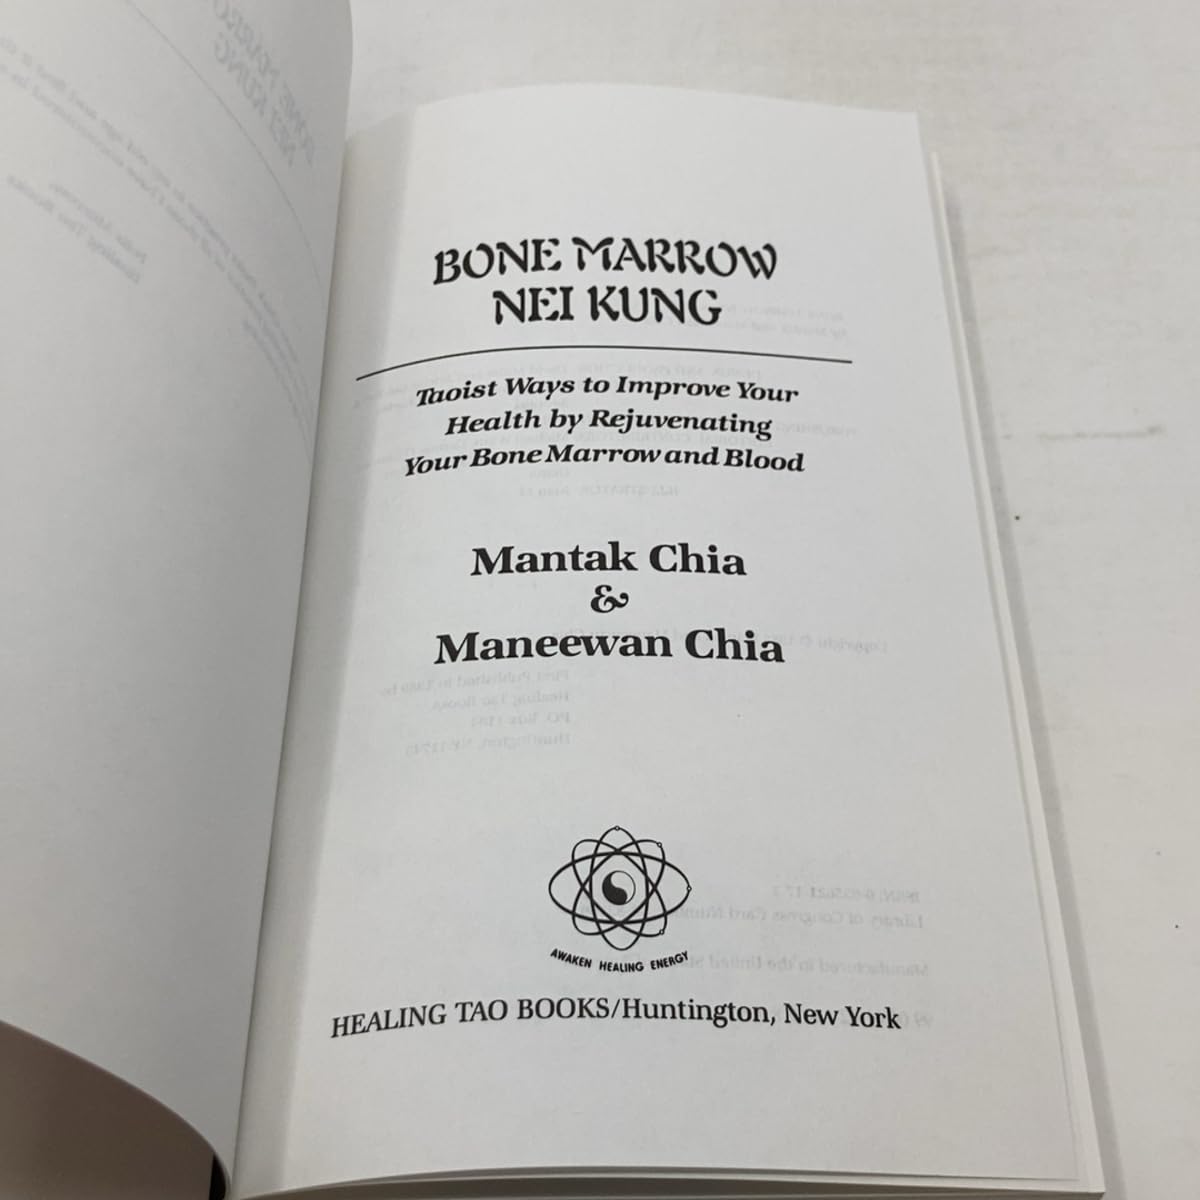 BONE MARROW
NEI KUNG
Taoist Ways to Improve Your
Health by Rejuvenating
Your Bone Marrow and Blood
Mantak Chia
&
Maneewan Chia
AWAKEN HEALING ENERGY
HEALING TAO BOOKS/Huntington, New York